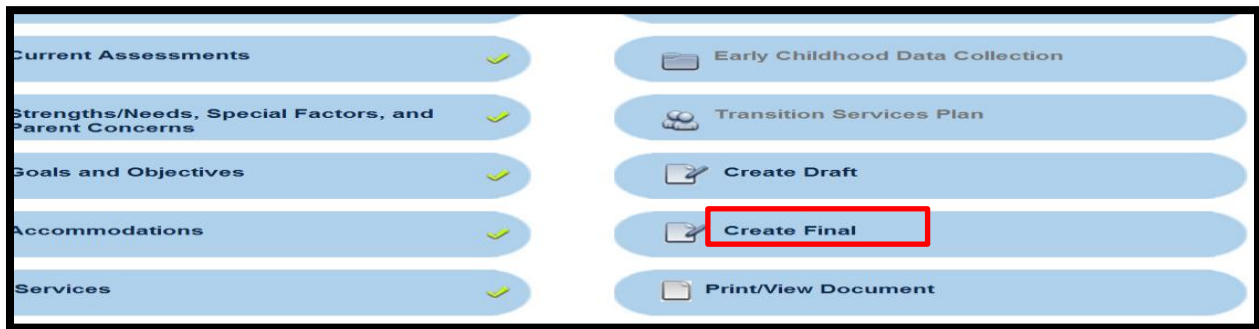 Current Assessments
Strengths/Needs, Special Factors, and
Parent Concerns
Goals and Objectives
Accommodations
Services
Early Childhood Data Collection
Transition Services Plan
Create Draft
Create Final
Print/View Document